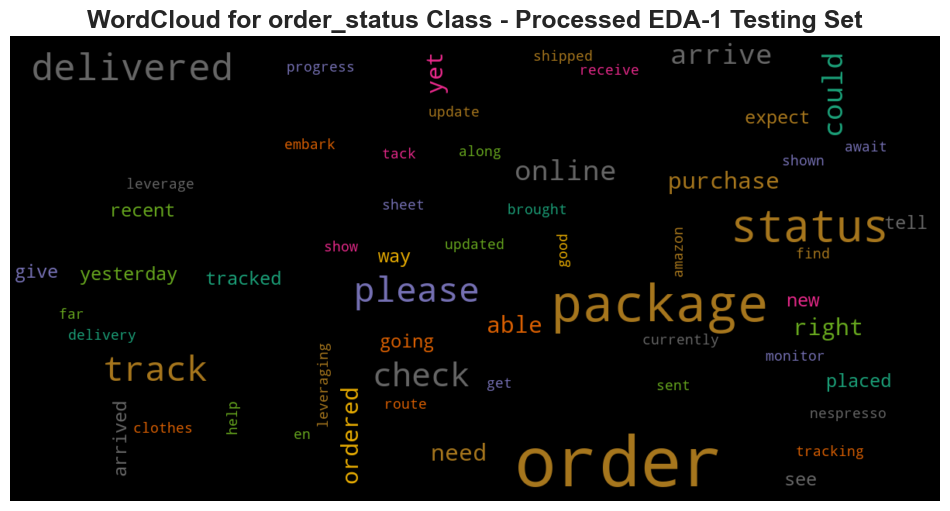 WordCloud for order_status Class - Processed EDA-1 Testing Set
delivered
progress
yet
shipped
receive
arrive
could
update
expect
embark
tack
along
online
shown
await
leverage
purchase
recent
sheet
brought
status
tell
show
updated
good
amazon
find
way
give
yesterday
tracked
please
package
new
far
delivery
able
right
going
currently
monitor
track
check
get
sent
placed
leveraging
ordered
route
arrived
clothes
help
en
nespresso
need
order
tracking
see